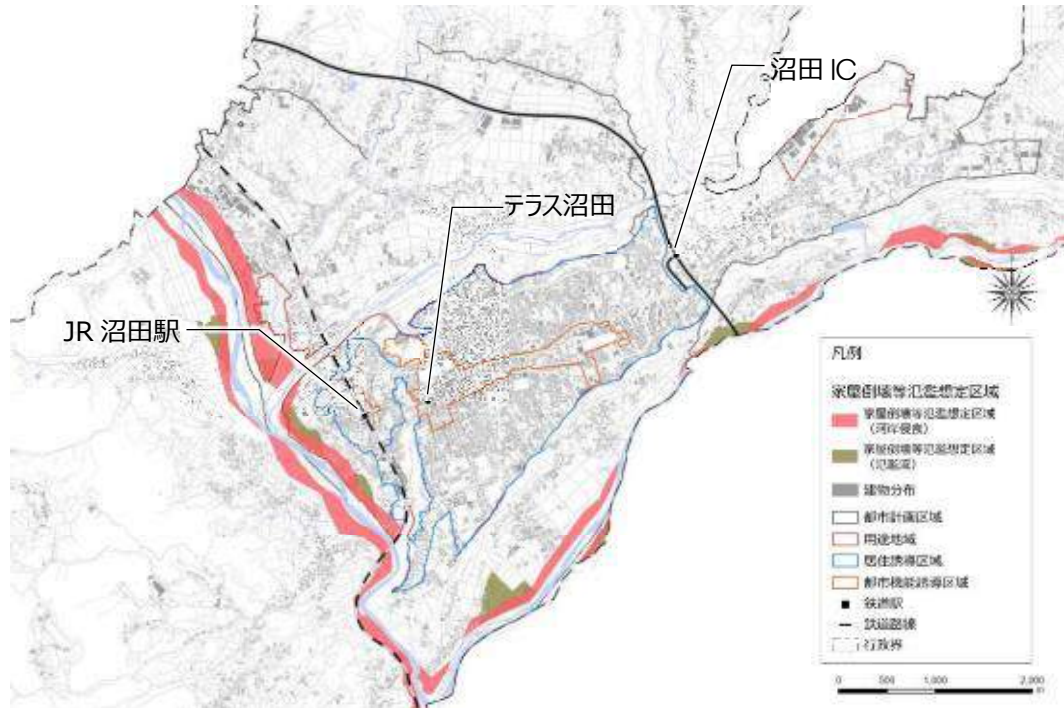 沼田 IC
テラス沼田
JR 沼田駅
凡例
家屋倒壊等氾濫想定区域
家屋倒壊等氾濫想定区域
（河岸侵食）
家屋倒壊等氾濫想定区域
（氾濫流）
建物分布
都市計画区域
用途地域
居住誘導区域
都市機能誘導区域
鉄道駅
鉄道路線
行政界
0 500 1,000 2,000
m